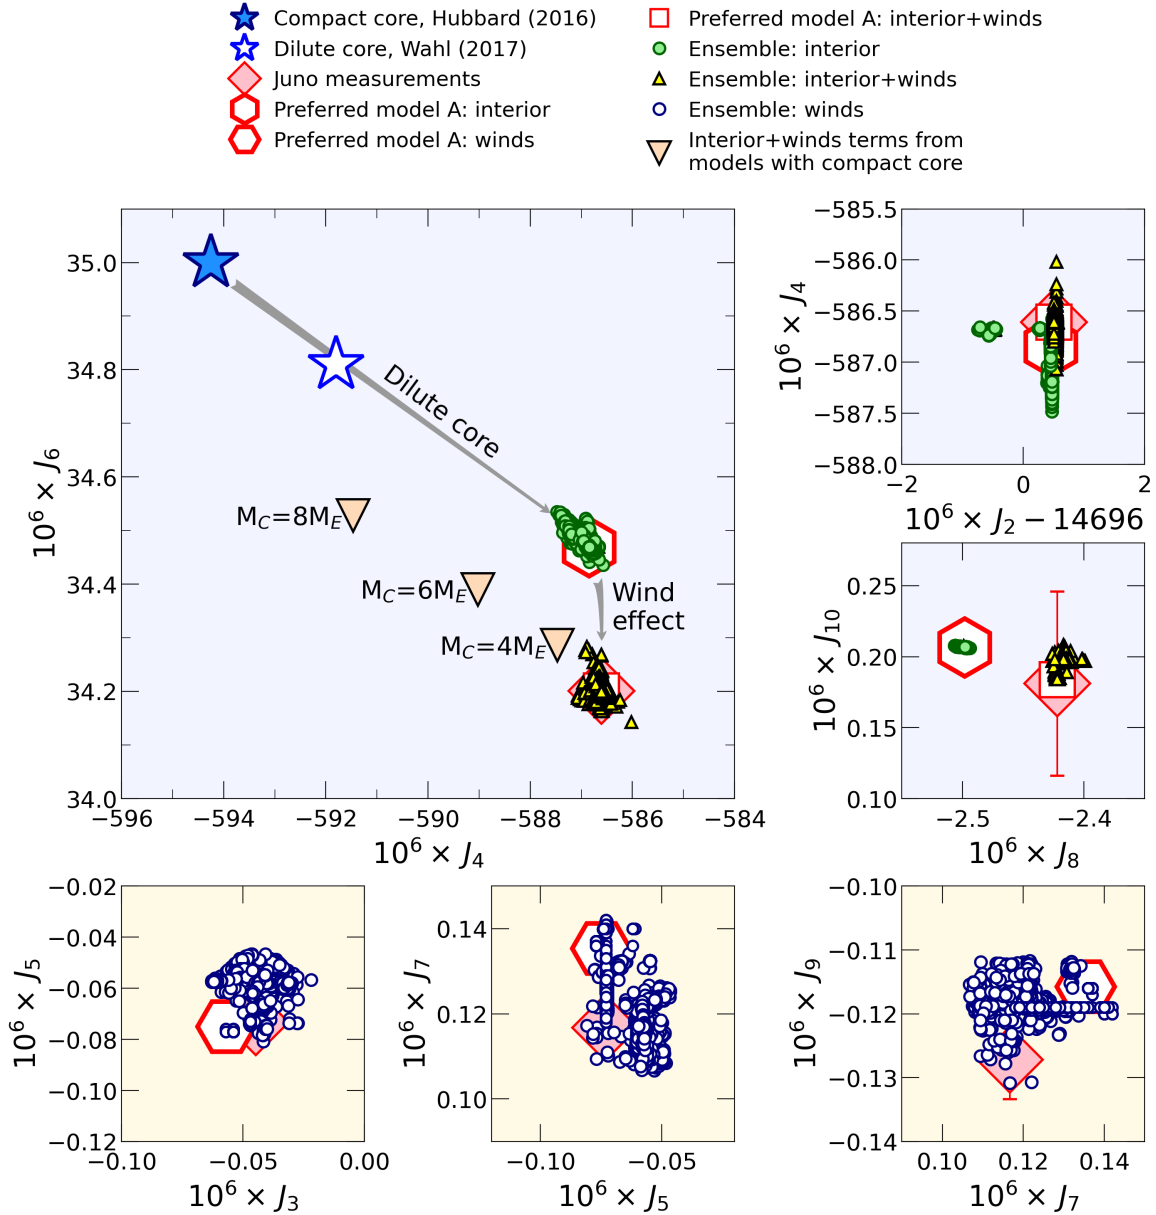 Compact core, Hubbard (2016)
Dilute core, Wahl (2017)
Juno measurements
Preferred model A: interior
Preferred model A: winds
Preferred model A: interior+winds
Ensemble: interior
Ensemble: interior+winds
Ensemble: winds
Interior+winds terms from
models with compact core
35.0
34.8
34.6
34.4
34.2
34.0
10⁶ × J₆
Dilute core
M_C=8M_E
M_C=6M_E
M_C=4M_E
Wind
effect
−596 −594 −592 −590 −588 −586 −584
10⁶ × J₄
−585.5
−586.0
−586.5
−587.0
−587.5
−588.0
10⁶ × J₄
−2 0 2
10⁶ × J₂ − 14696
0.25
0.20
0.15
0.10
10⁶ × J₁₀
−2.5 −2.4
10⁶ × J₈
−0.02
−0.04
−0.06
−0.08
−0.10
−0.12
10⁶ × J₅
−0.10 −0.05 0.00
10⁶ × J₃
0.14
0.12
0.10
10⁶ × J₇
−0.10 −0.05
10⁶ × J₅
−0.10
−0.11
−0.12
−0.13
−0.14
10⁶ × J₉
0.10 0.12 0.14
10⁶ × J₇